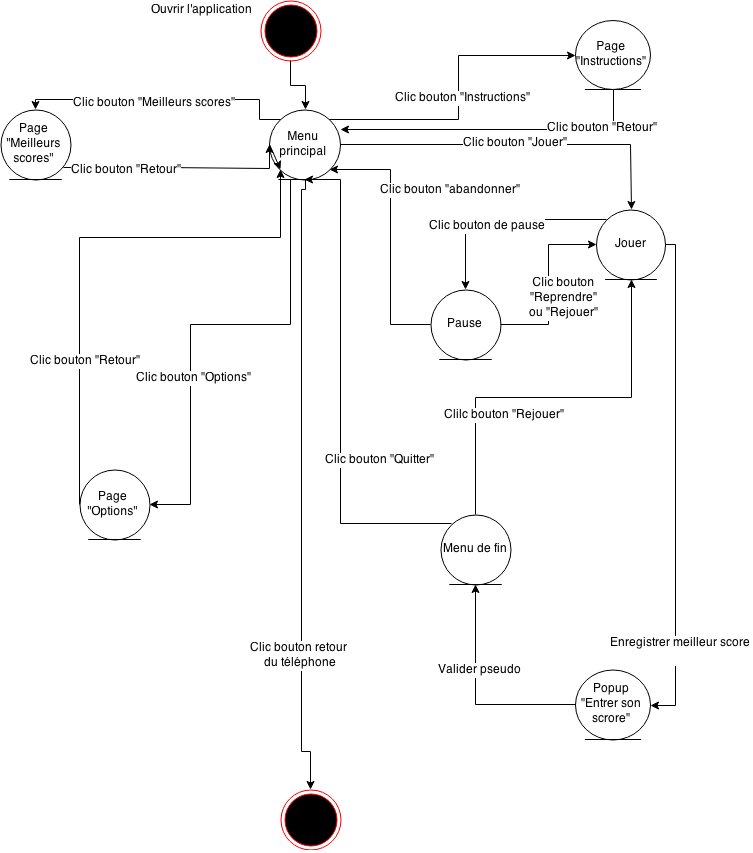 Ouvrir l'application
Page
"Instructions"
Clic bouton "Meilleurs scores"
Clic bouton "Instructions"
Page
"Meilleurs
scores"
Menu
principal
Clic bouton "Retour"
Clic bouton "Jouer"
Clic bouton "Retour"
Clic bouton "abandonner"
Clic bouton de pause
Jouer
Clic bouton
"Reprendre"
ou "Rejouer"
Pause
Clic bouton "Retour"
Clic bouton "Options"
Clilc bouton "Rejouer"
Clic bouton "Quitter"
Page
"Options"
Menu de fin
Clic bouton retour
du téléphone
Enregistrer meilleur score
Valider pseudo
Popup
"Entrer son
scrore"